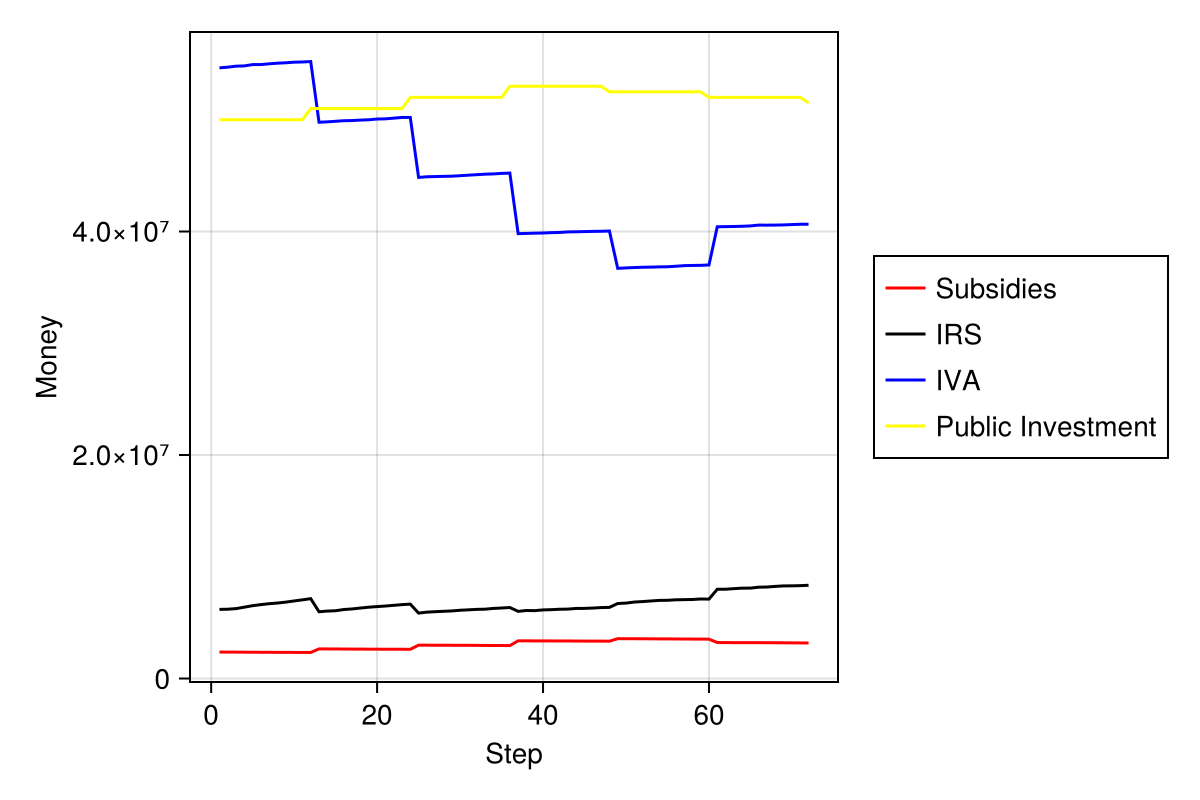 Money
4.0×10⁷
2.0×10⁷
0
0 20 40 60
Step
Subsidies
IRS
IVA
Public Investment